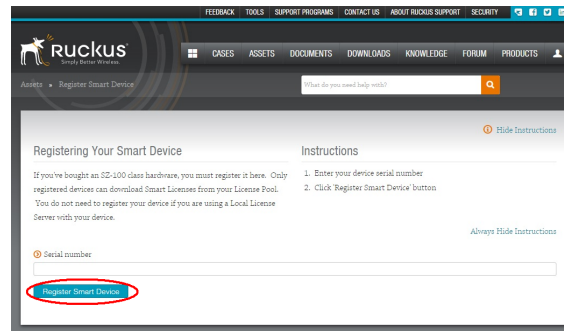 FEEDBACK TOOLS SUPPORT PROGRAMS CONTACT US ABOUT RUCKUS SUPPORT SECURITY
Ruckus
Simply Better Wireless.
CASES ASSETS DOCUMENTS DOWNLOADS KNOWLEDGE FORUM PRODUCTS
Assets Register Smart Device
What do you need help with?
Hide Instructions
Registering Your Smart Device
If you've bought an SZ-100 class hardware, you must register it here. Only
registered devices can download Smart Licenses from your License Pool.
You do not need to register your device if you are using a Local License
Server with your device.
Instructions
1. Enter your device serial number
2. Click 'Register Smart Device' button
Always Hide Instructions
Serial number
Register Smart Device